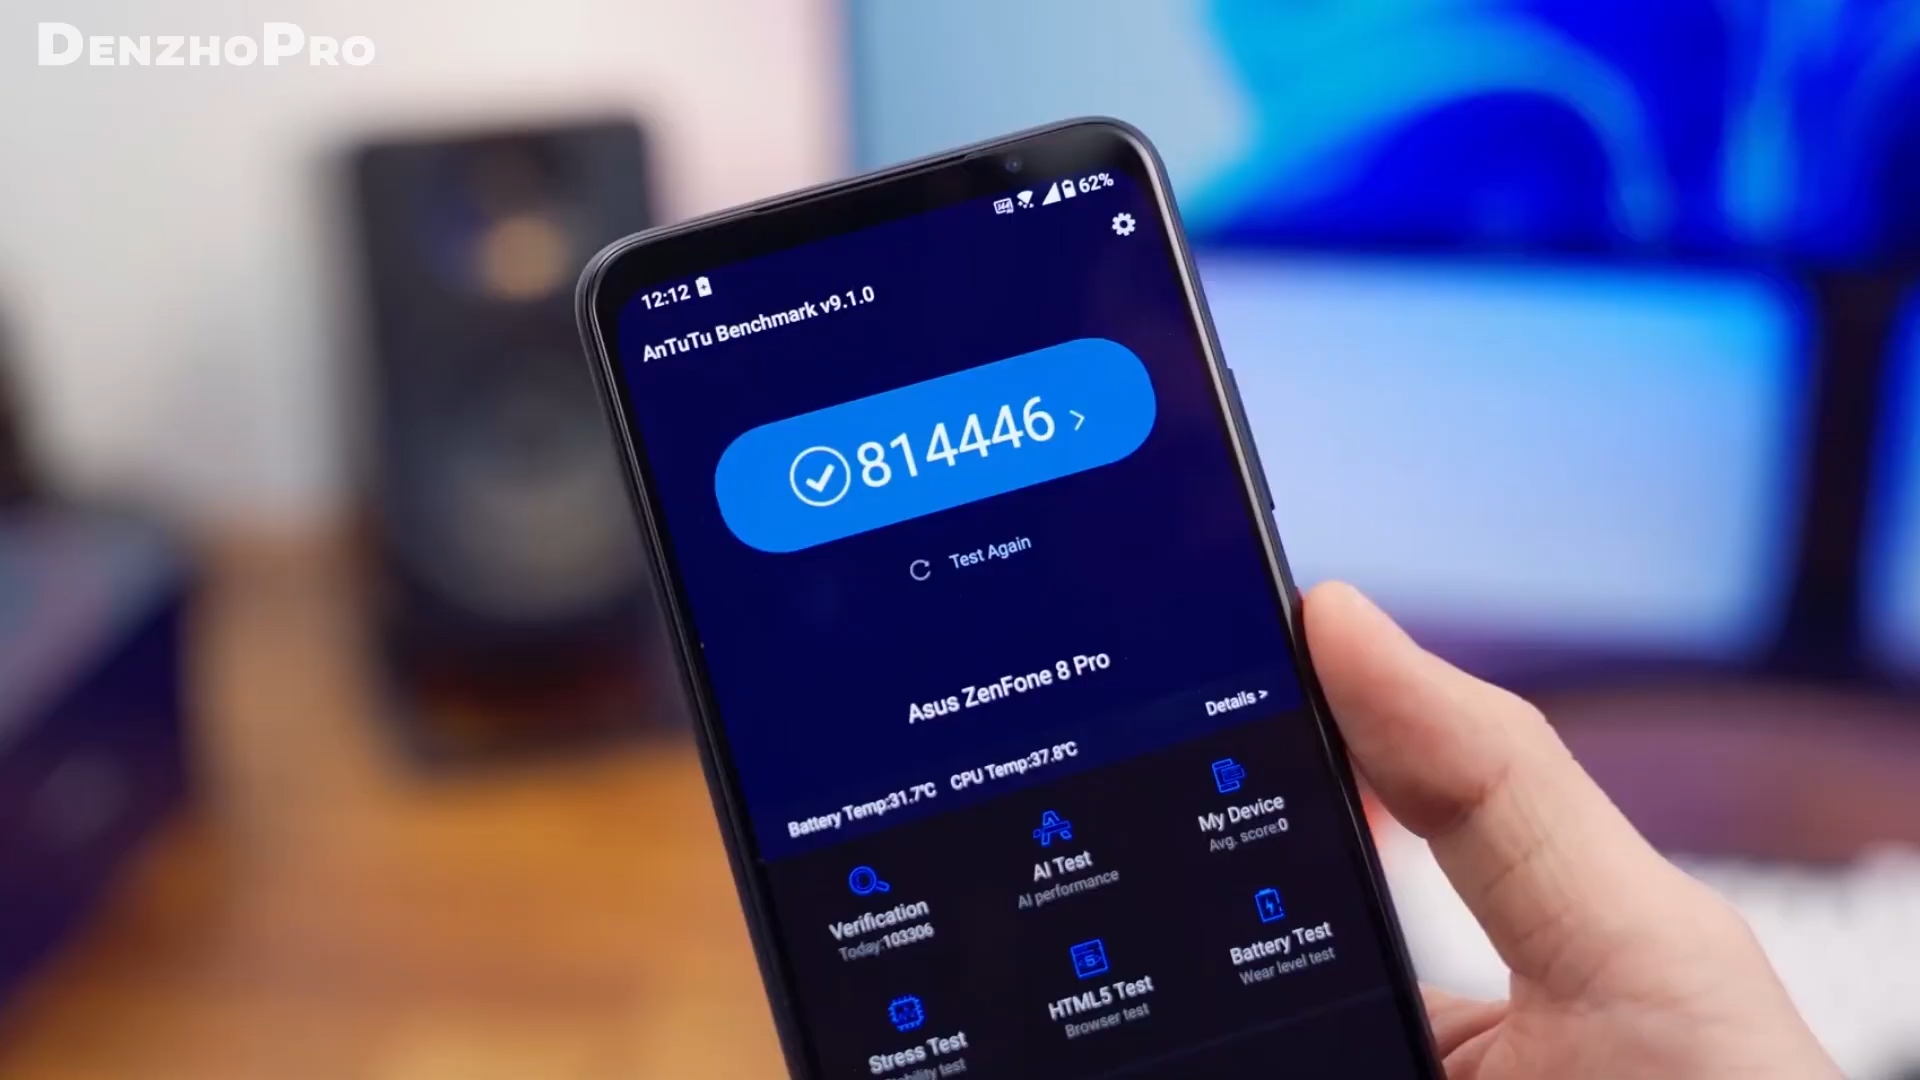 DENZHOPRO
62%
12:12
AnTuTu Benchmark v9.1.0
814446 >
Test Again
Asus ZenFone 8 Pro
Details >
Battery Temp:31.7℃ CPU Temp:37.8℃
Verification
Today:103306
AI Test
AI performance
My Device
Avg. score:0
Stress Test
test
HTML5 Test
Browser test
Battery Test
Wear level test